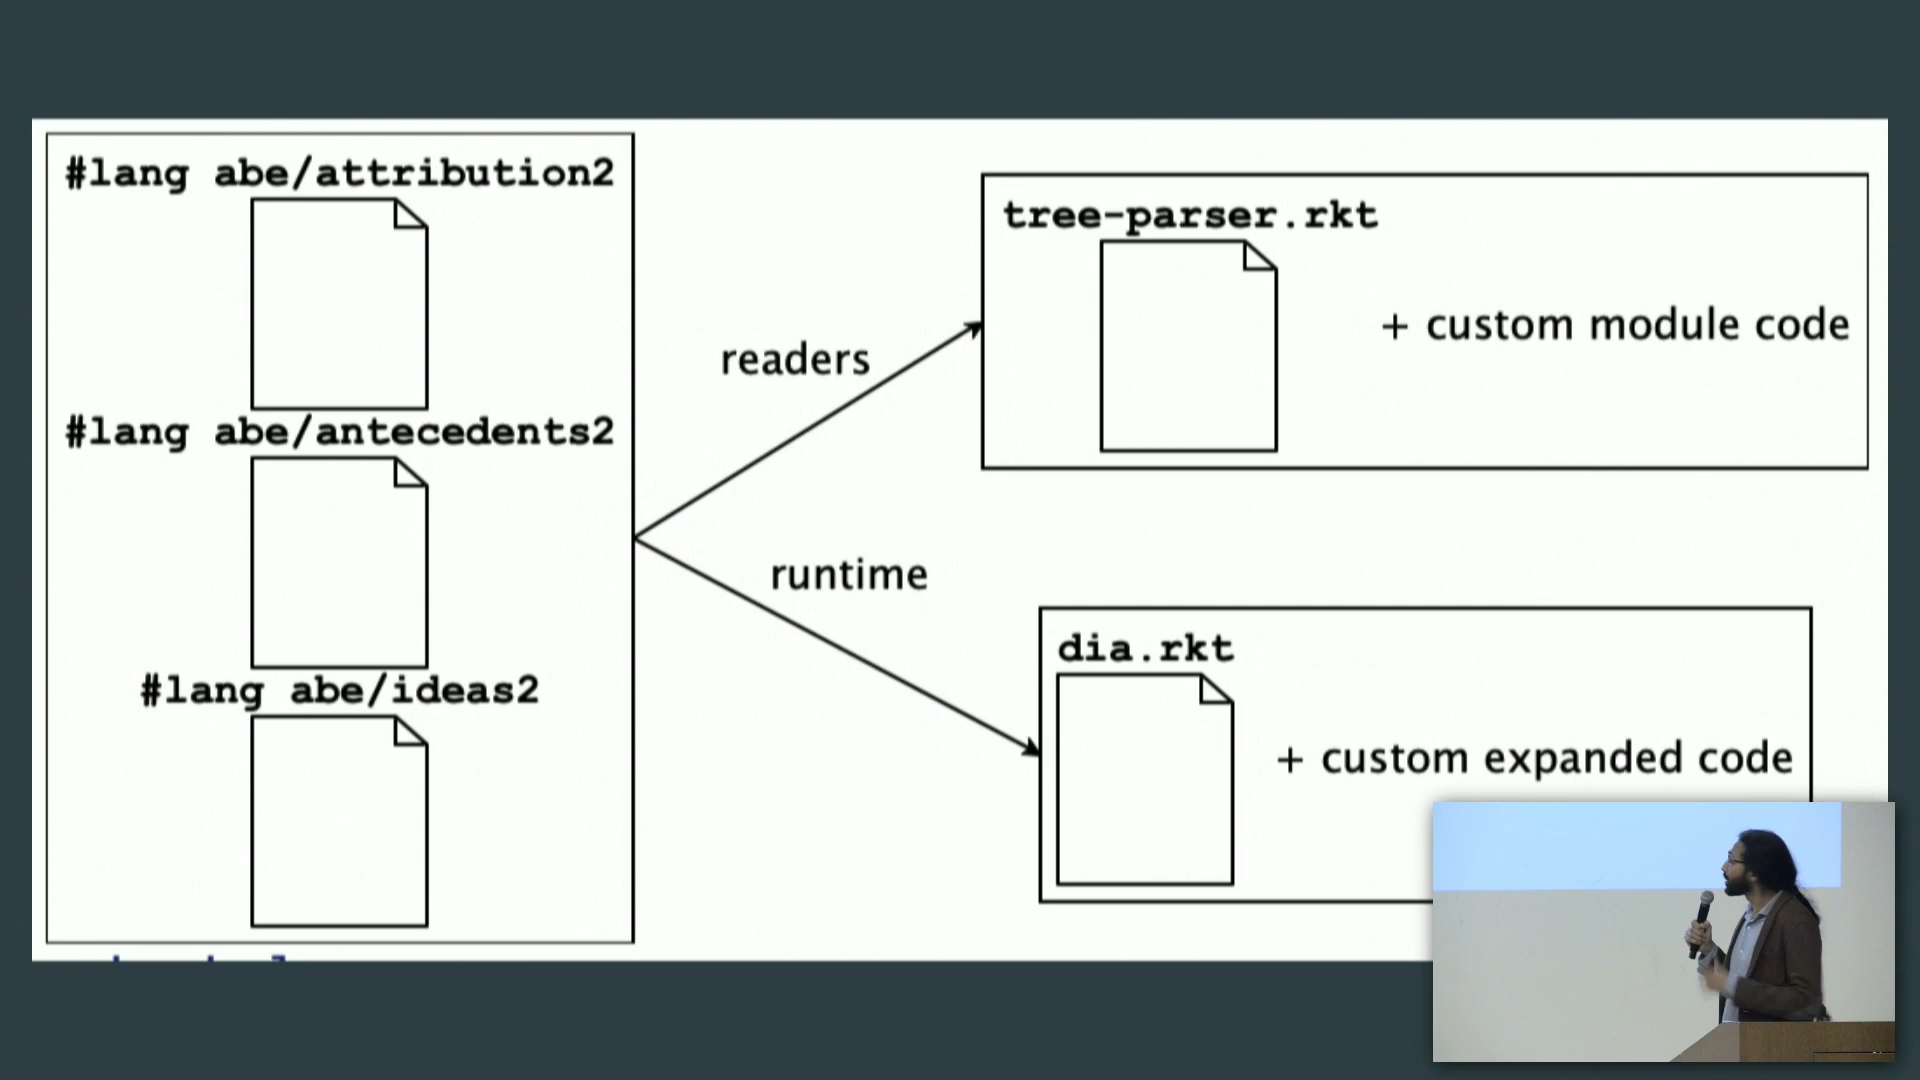 #lang abe/attribution2
#lang abe/antecedents2
#lang abe/ideas2
readers
runtime
tree-parser.rkt
+ custom module code
dia.rkt
+ custom expanded code